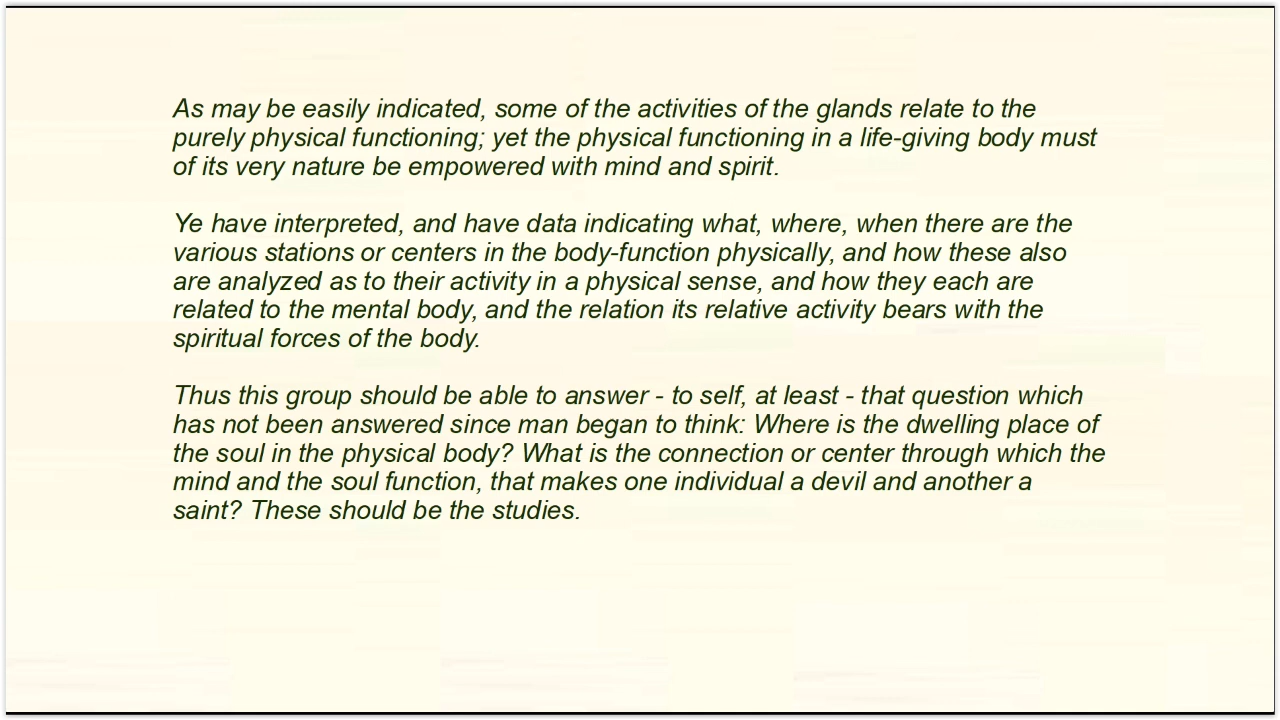 As may be easily indicated, some of the activities of the glands relate to the
purely physical functioning; yet the physical functioning in a life-giving body must
of its very nature be empowered with mind and spirit.
Ye have interpreted, and have data indicating what, where, when there are the
various stations or centers in the body-function physically, and how these also
are analyzed as to their activity in a physical sense, and how they each are
related to the mental body, and the relation its relative activity bears with the
spiritual forces of the body.
Thus this group should be able to answer - to self, at least - that question which
has not been answered since man began to think: Where is the dwelling place of
the soul in the physical body? What is the connection or center through which the
mind and the soul function, that makes one individual a devil and another a
saint? These should be the studies.